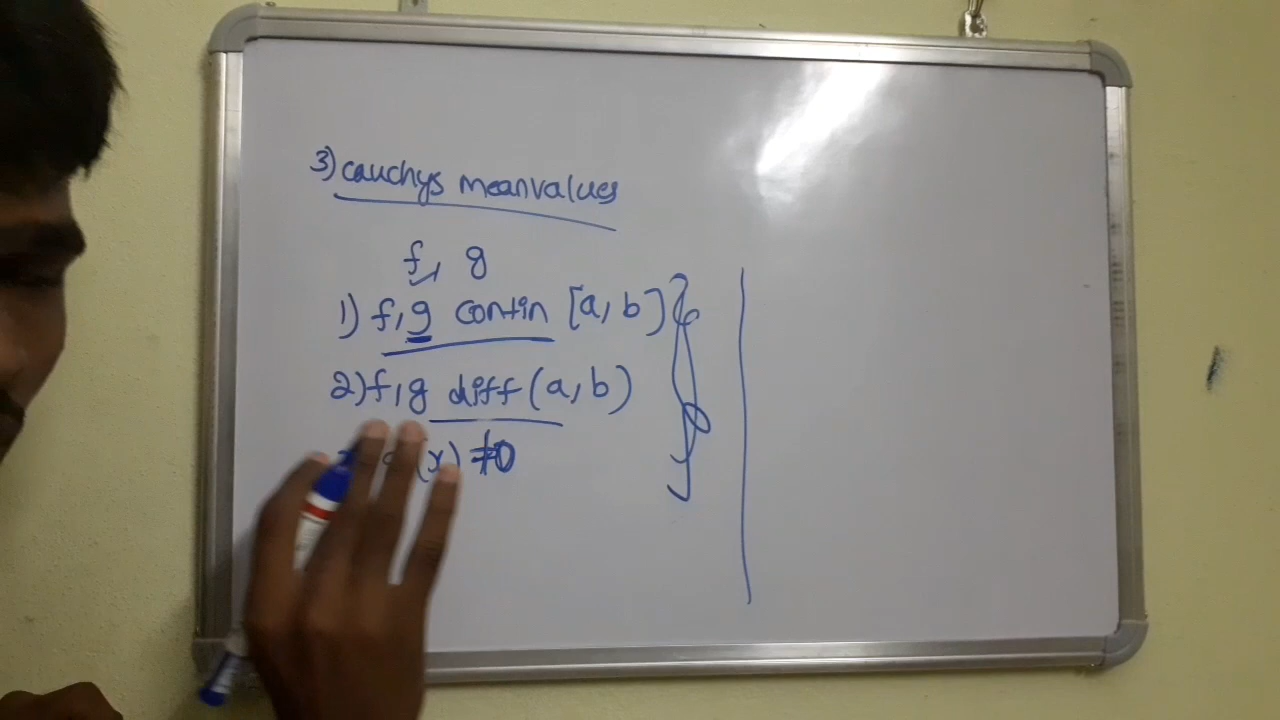 3) cauchys meanvalues
f, g
1) f, g contin [a, b]
2) f, g diff (a, b)
(x) ≠0